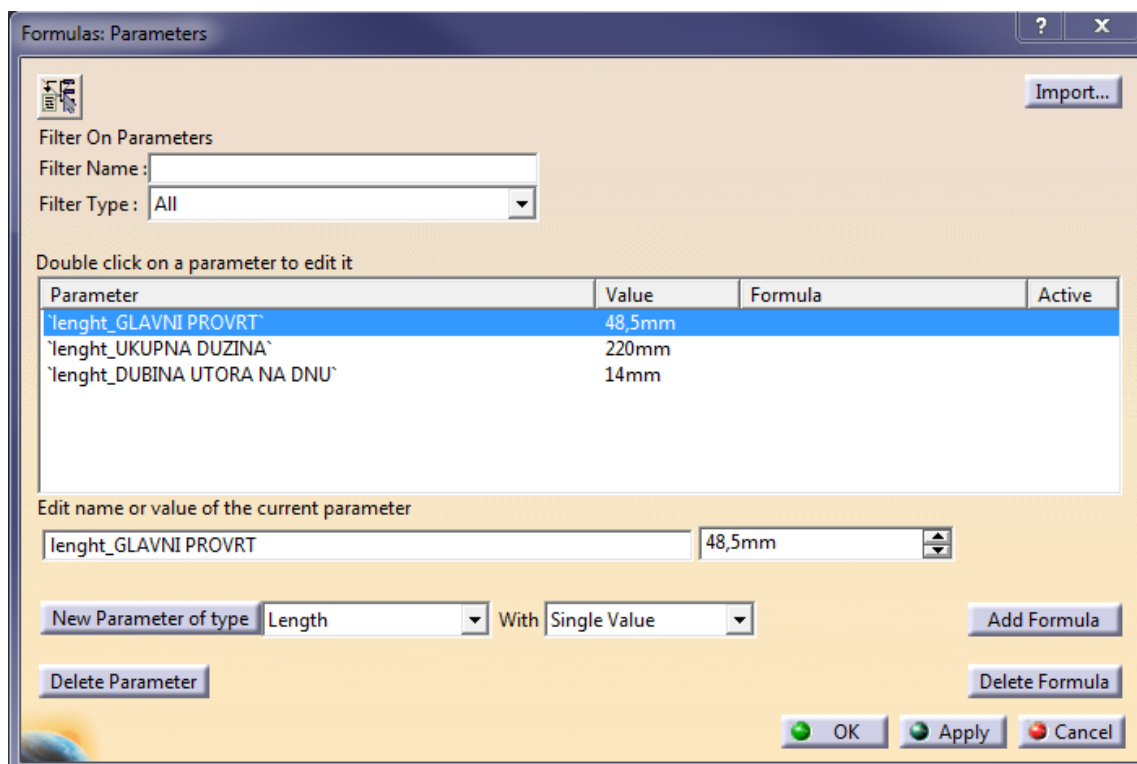 Formulas: Parameters
? x
Import...
Filter On Parameters
Filter Name :
Filter Type : All
Double click on a parameter to edit it
Parameter Value Formula Active
`lenght_GLAVNI PROVRT` 48,5mm
`lenght_UKUPNA DUZINA` 220mm
`lenght_DUBINA UTORA NA DNU` 14mm
Edit name or value of the current parameter
lenght_GLAVNI PROVRT 48,5mm
New Parameter of type Length With Single Value Add Formula
Delete Parameter Delete Formula
OK Apply Cancel